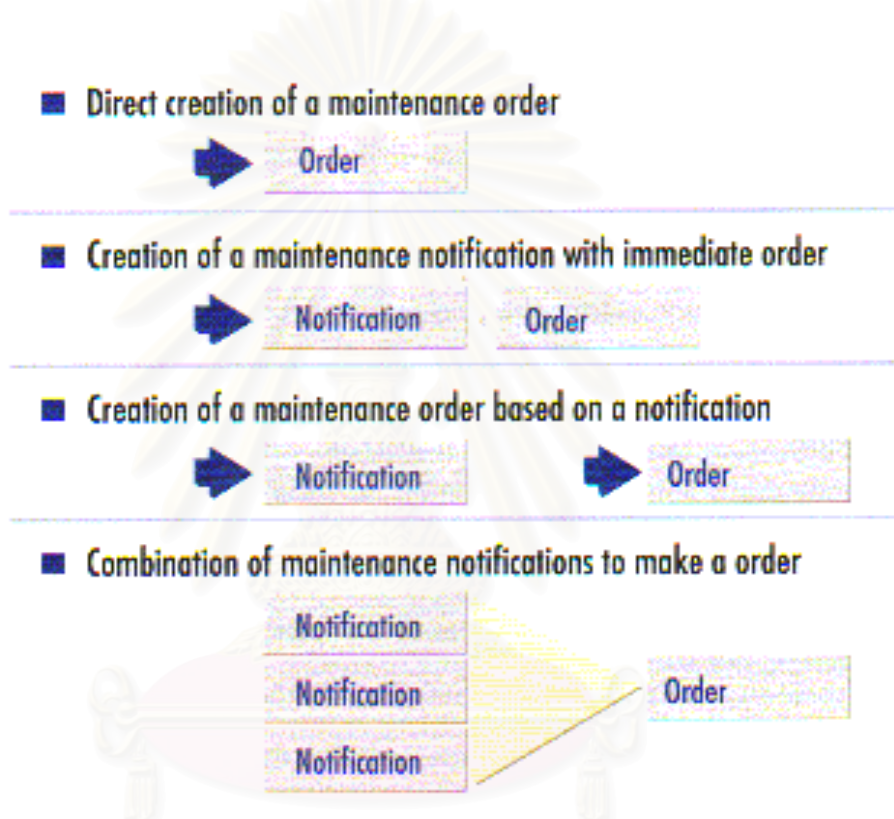 Direct creation of a maintenance order
Order
Creation of a maintenance notification with immediate order
Notification Order
Creation of a maintenance order based on a notification
Notification Order
Combination of maintenance notifications to make a order
Notification
Notification
Order
Notification